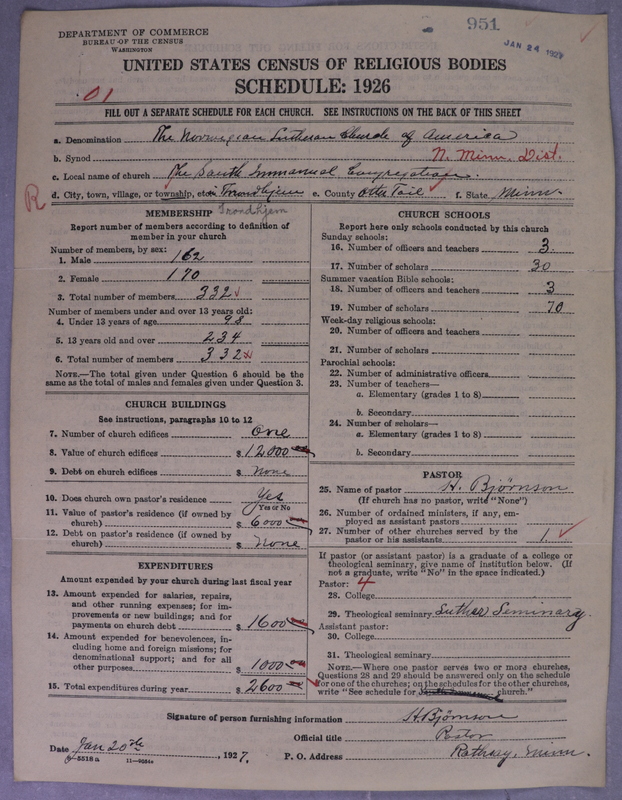 DEPARTMENT OF COMMERCE
BUREAU OF THE CENSUS
WASHINGTON
951
JAN 24 1927
UNITED STATES CENSUS OF RELIGIOUS BODIES
SCHEDULE: 1926
01
FILL OUT A SEPARATE SCHEDULE FOR EACH CHURCH. SEE INSTRUCTIONS ON THE BACK OF THIS SHEET
a. Denomination The Norwegian Lutheran Church of America
b. Synod N. Minn. Dist.
c. Local name of church The South Immanuel Congregation.
R
d. City, town, village, or township, etc. Trondhjem e. County Otter Tail f. State Minn.
Trondhjem
MEMBERSHIP
Report number of members according to definition of
member in your church
Number of members, by sex:
1. Male 162
2. Female 170
3. Total number of members 332
Number of members under and over 13 years old:
4. Under 13 years of age 98
5. 13 years old and over 234
6. Total number of members 332
NOTE.—The total given under Question 6 should be
same as the total of males and females given under Question 3.
CHURCH BUILDINGS
See instructions, paragraphs 10 to 12
7. Number of church edifices One
8. Value of church edifices $ 12000
9. Debt on church edifices $ None
10. Does church own pastor's residence Yes
Yes or No
11. Value of pastor's residence (if owned by
church) $ 6000
12. Debt on pastor's residence (if owned by
church) $ None
EXPENDITURES
Amount expended by your church during last fiscal year
13. Amount expended for salaries, repairs,
and other running expenses; for im-
provements or new buildings; and for
payments on church debt $ 1600
14. Amount expended for benevolences, in-
cluding home and foreign missions; for
denominational support; and for all
other purposes $ 1000
15. Total expenditures during year $ 2600
CHURCH SCHOOLS
Report here only schools conducted by this church
Sunday schools:
16. Number of officers and teachers 3
17. Number of scholars 30
Summer vacation Bible schools:
18. Number of officers and teachers 3
19. Number of scholars 70
Week-day religious schools:
20. Number of officers and teachers
21. Number of scholars
Parochial schools:
22. Number of administrative officers
23. Number of teachers—
a. Elementary (grades 1 to 8)
b. Secondary
24. Number of scholars—
a. Elementary (grades 1 to 8)
b. Secondary
PASTOR
25. Name of pastor H. Bjørnson
(If church has no pastor, write "None")
26. Number of ordained ministers, if any, em-
ployed as assistant pastors
27. Number of other churches served by the
pastor or his assistants 1
If pastor (or assistant pastor) is a graduate of a college or
theological seminary, give name of institution below. (If
not a graduate, write "No" in the space indicated.)
Pastor: 4
28. College
29. Theological seminary Luther Seminary
Assistant pastor:
30. College
31. Theological seminary
NOTE.—Where one pastor serves two or more churches,
Questions 28 and 29 should be answered only on the schedule
for one of the churches; on the schedules for the other churches,
write "See schedule for church."
Signature of person furnishing information H. Bjørnson
Official title Pastor
Date Jan 20th, 1927. P. O. Address Rothsay, Minn.
8—5518a 11—9084